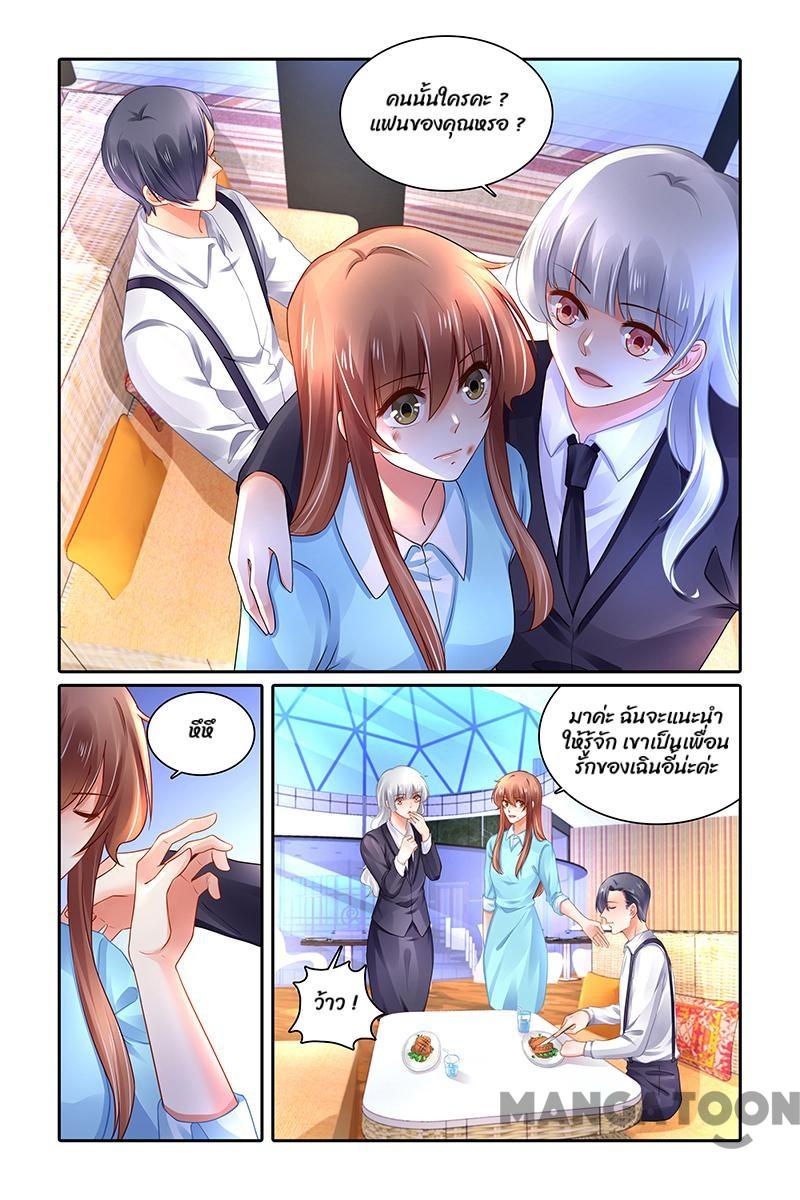 คนนั้นใครคะ ?
แฟนของคุณหรอ ?
หึหึ
มาค่ะ ฉันจะแนะนำ
ให้รู้จัก เขาเป็นเพื่อน
รักของเฉินอี้น่ะค่ะ
ว้าว !
MANGATOON